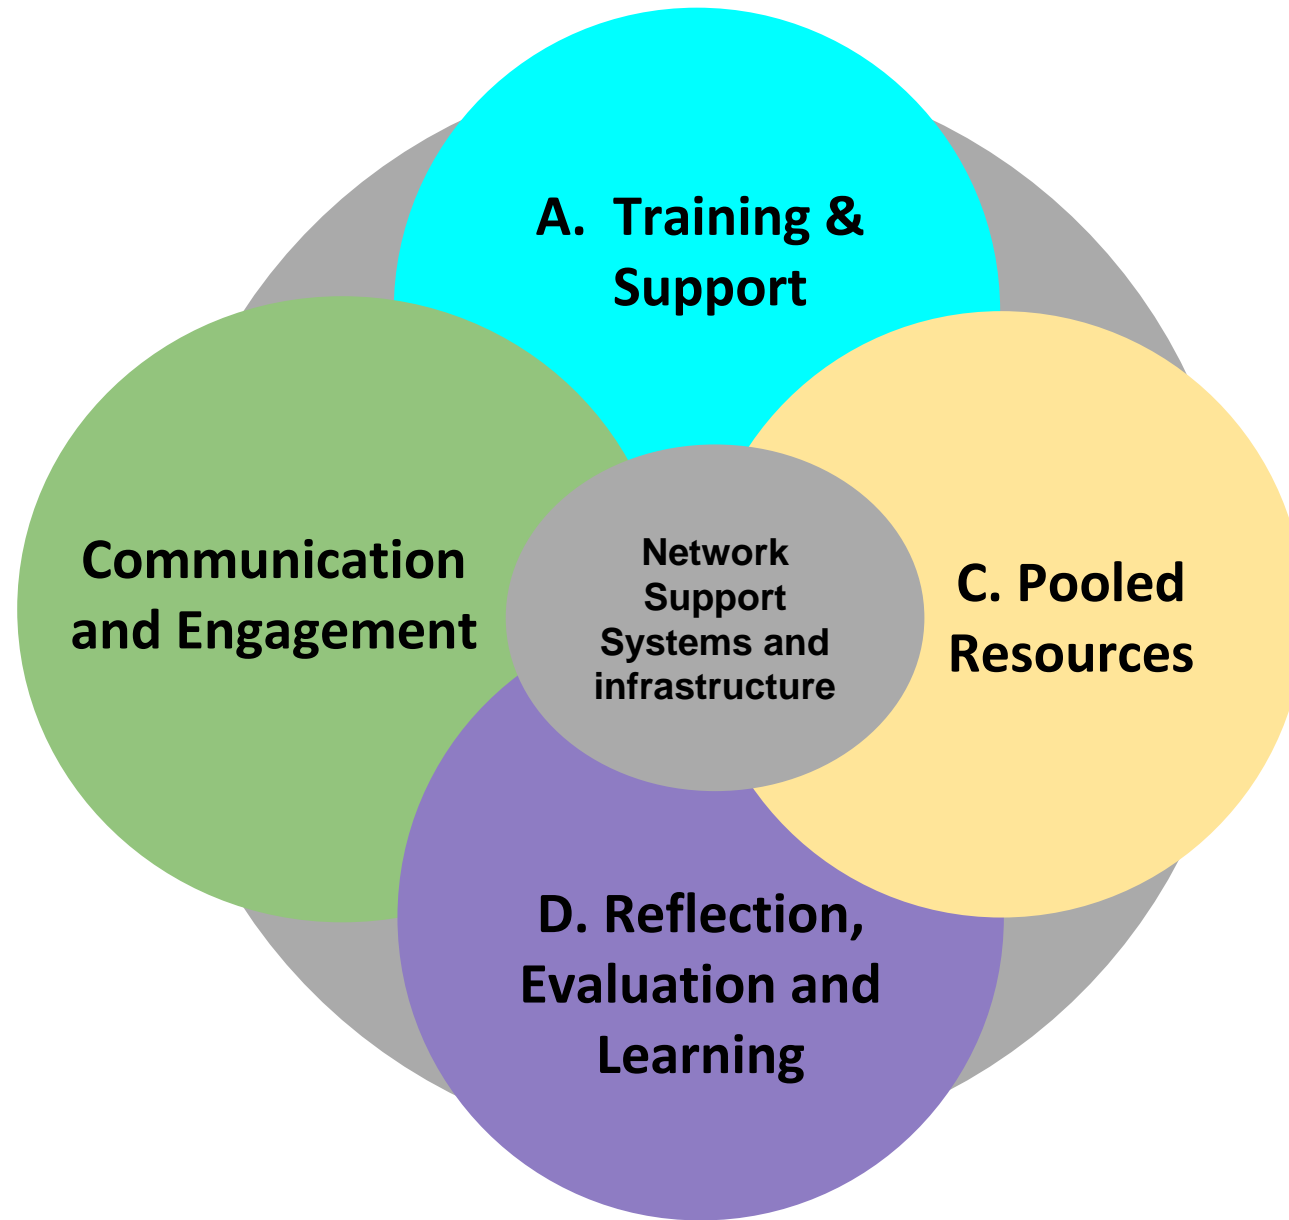 A.  Training &
Support
Communication
and Engagement
Network
Support
Systems and
infrastructure
C. Pooled
Resources
D. Reflection,
Evaluation and
Learning